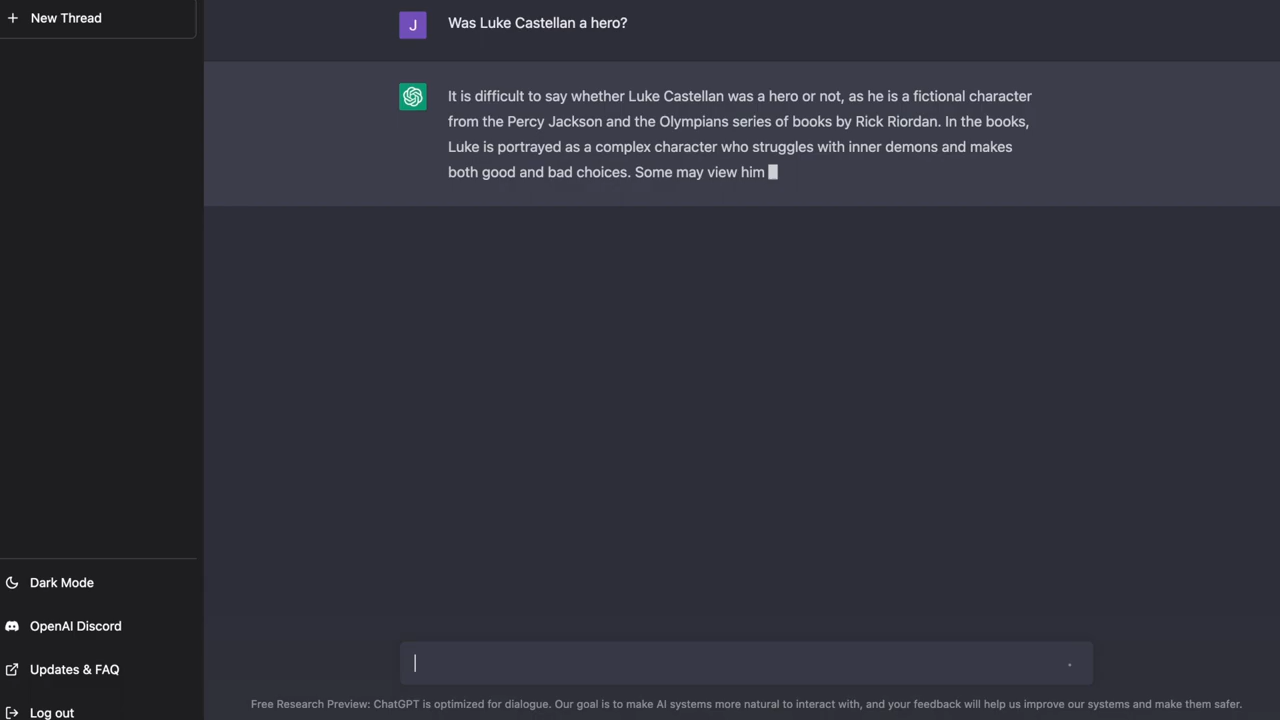 New Thread
J
Was Luke Castellan a hero?
It is difficult to say whether Luke Castellan was a hero or not, as he is a fictional character
from the Percy Jackson and the Olympians series of books by Rick Riordan. In the books,
Luke is portrayed as a complex character who struggles with inner demons and makes
both good and bad choices. Some may view him
Dark Mode
OpenAI Discord
Updates & FAQ
Log out
Free Research Preview: ChatGPT is optimized for dialogue. Our goal is to make AI systems more natural to interact with, and your feedback will help us improve our systems and make them safer.